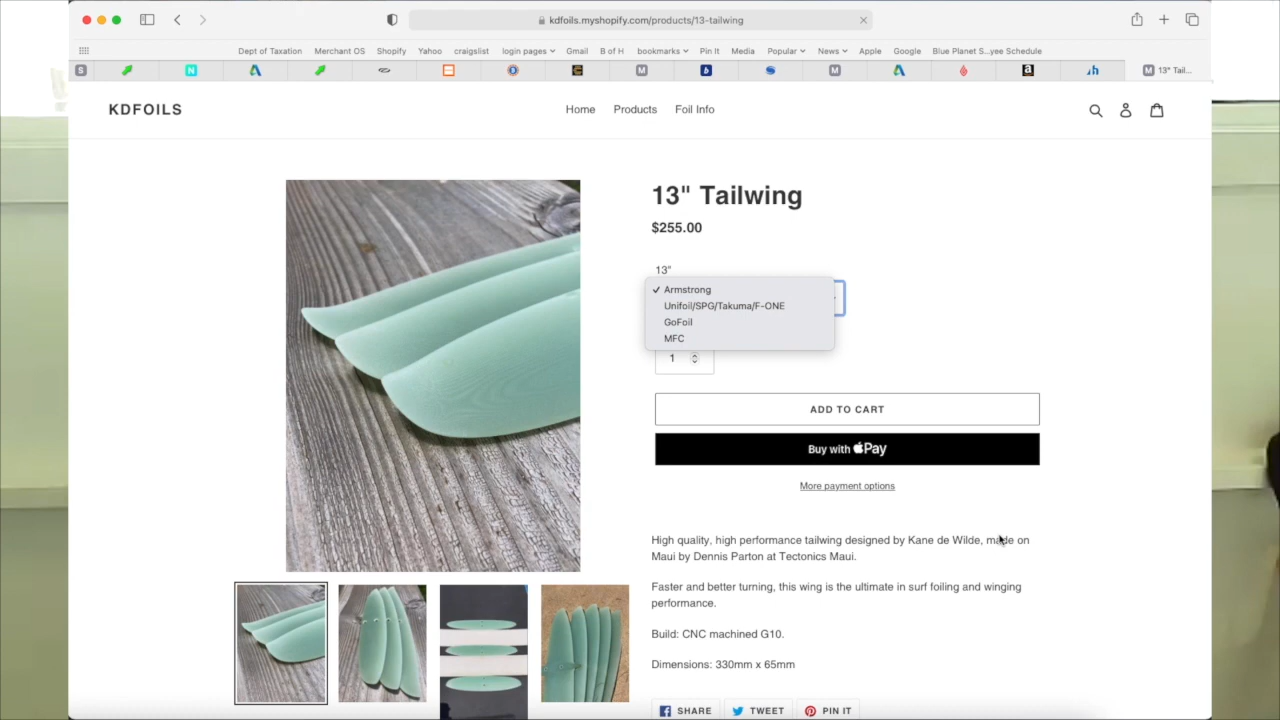 kdfoils.myshopify.com/products/13-tailwing
Dept of Taxation Merchant OS Shopify Yahoo craigslist login pages Gmail B of H bookmarks Pin It Media Popular News Apple Google Blue Planet S...yee Schedule
S N M b M a M 13" Tail...
KDFOILS
Home Products Foil Info
13" Tailwing
$255.00
13"
✓ Armstrong
Unifoil/SPG/Takuma/F-ONE
GoFoil
MFC
1
ADD TO CART
Buy with Pay
More payment options
High quality, high performance tailwing designed by Kane de Wilde, made on
Maui by Dennis Parton at Tectonics Maui.
Faster and better turning, this wing is the ultimate in surf foiling and winging
performance.
Build: CNC machined G10.
Dimensions: 330mm x 65mm
SHARE TWEET PIN IT